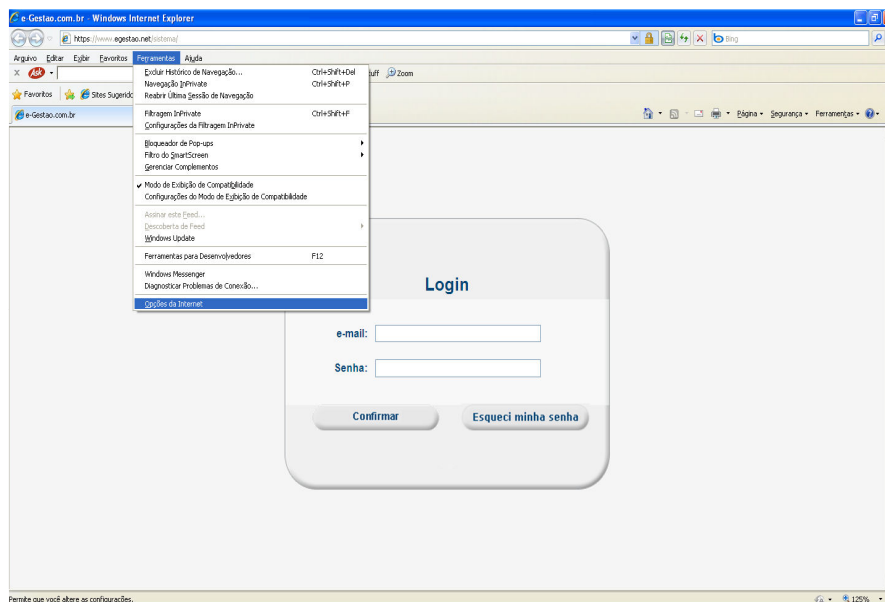 e-Gestao.com.br - Windows Internet Explorer
https://www.egestao.net/sistema/
Bing
Arquivo Editar Exibir Favoritos Ferramentas Ajuda
x Ask
uff Zoom
Favoritos Sites Sugerido
e-Gestao.com.br
Página Segurança Ferramentas
Excluir Histórico de Navegação... Ctrl+Shift+Del
Navegação InPrivate Ctrl+Shift+P
Reabrir Última Sessão de Navegação
Filtragem InPrivate Ctrl+Shift+F
Configurações da Filtragem InPrivate
Bloqueador de Pop-ups
Filtro do SmartScreen
Gerenciar Complementos
Modo de Exibição de Compatibilidade
Configurações do Modo de Exibição de Compatibilidade
Assinar este Feed...
Descoberta de Feed
Windows Update
Ferramentas para Desenvolvedores F12
Windows Messenger
Diagnosticar Problemas de Conexão...
Opções da Internet
Login
e-mail:
Senha:
Confirmar Esqueci minha senha
Permite que você altere as configurações. 125%